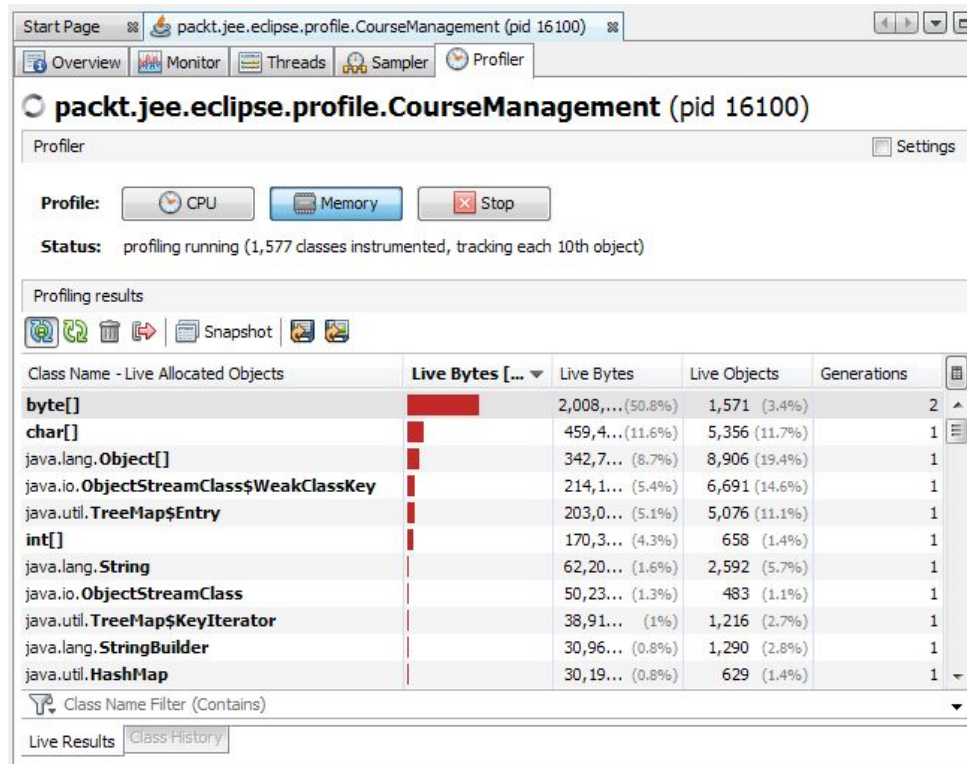 Start Page packt.jee.eclipse.profile.CourseManagement (pid 16100)
Overview Monitor Threads Sampler Profiler
packt.jee.eclipse.profile.CourseManagement (pid 16100)
Profiler Settings
Profile: CPU Memory Stop
Status: profiling running (1,577 classes instrumented, tracking each 10th object)
Profiling results
Snapshot
Class Name - Live Allocated Objects Live Bytes [... Live Bytes Live Objects Generations
byte[] 2,008,... (50.8%) 1,571 (3.4%) 2
char[] 459,4... (11.6%) 5,356 (11.7%) 1
java.lang.Object[] 342,7... (8.7%) 8,906 (19.4%) 1
java.io.ObjectStreamClass$WeakClassKey 214,1... (5.4%) 6,691 (14.6%) 1
java.util.TreeMap$Entry 203,0... (5.1%) 5,076 (11.1%) 1
int[] 170,3... (4.3%) 658 (1.4%) 1
java.lang.String 62,20... (1.6%) 2,592 (5.7%) 1
java.io.ObjectStreamClass 50,23... (1.3%) 483 (1.1%) 1
java.util.TreeMap$KeyIterator 38,91... (1%) 1,216 (2.7%) 1
java.lang.StringBuilder 30,96... (0.8%) 1,290 (2.8%) 1
java.util.HashMap 30,19... (0.8%) 629 (1.4%) 1
Class Name Filter (Contains)
Live Results Class History